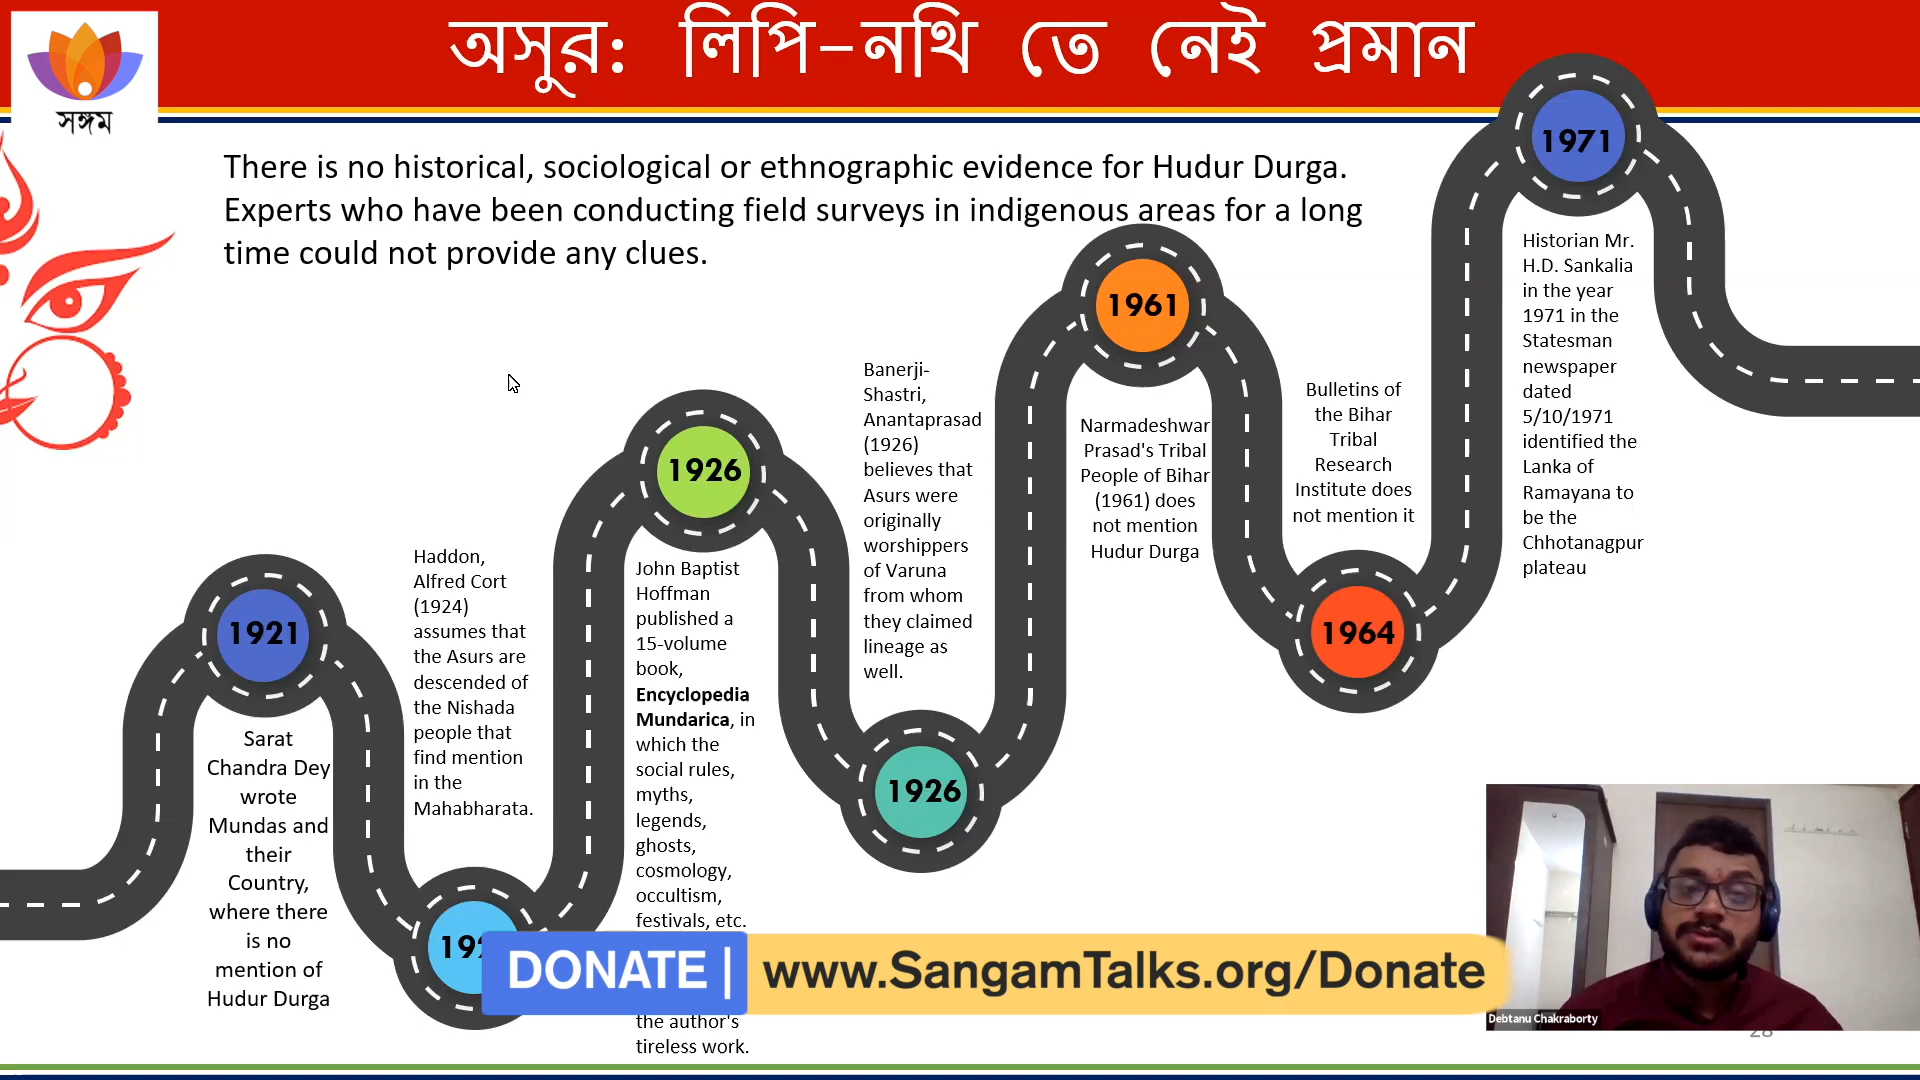 অসুর: লিপি-নথি তে নেই প্রমান
সঙ্গম
There is no historical, sociological or ethnographic evidence for Hudur Durga.
Experts who have been conducting field surveys in indigenous areas for a long
time could not provide any clues.
1921
Sarat
Chandra Dey
wrote
Mundas and
their
Country,
where there
is no
mention of
Hudur Durga
Haddon,
Alfred Cort
(1924)
assumes that
the Asurs are
descended of
the Nishada
people that
find mention
in the
Mahabharata.
1926
John Baptist
Hoffman
published a
15-volume
book,
Encyclopedia
Mundarica, in
which the
social rules,
myths,
legends,
ghosts,
cosmology,
occultism,
festivals, etc.
the author's
tireless work.
Banerji-
Shastri,
Anantaprasad
(1926)
believes that
Asurs were
originally
worshippers
of Varuna
from whom
they claimed
lineage as
well.
1926
1961
Narmadeshwar
Prasad's Tribal
People of Bihar
(1961) does
not mention
Hudur Durga
Bulletins of
the Bihar
Tribal
Research
Institute does
not mention it
1964
1971
Historian Mr.
H.D. Sankalia
in the year
1971 in the
Statesman
newspaper
dated
5/10/1971
identified the
Lanka of
Ramayana to
be the
Chhotanagpur
plateau
DONATE | www.SangamTalks.org/Donate
Debtanu Chakraborty